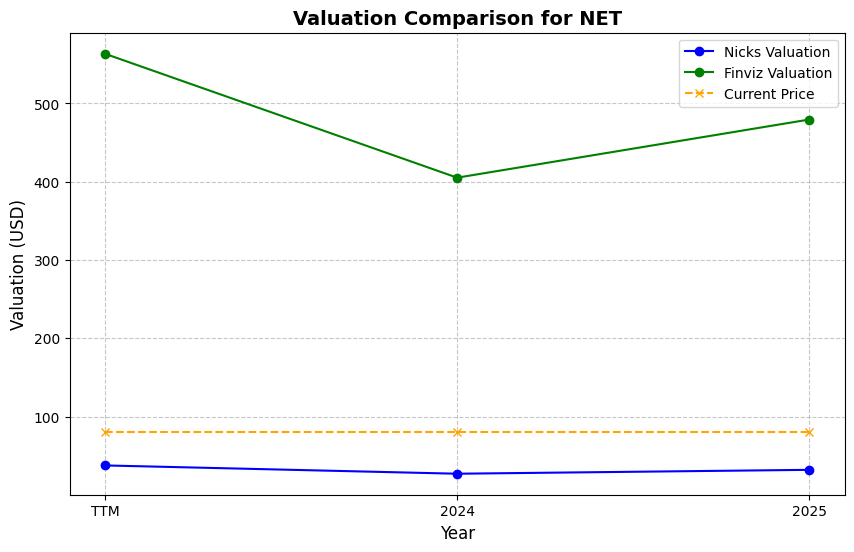 Valuation Comparison for NET
Nicks Valuation
Finviz Valuation
Current Price
Valuation (USD)
500
400
300
200
100
TTM
2024
2025
Year